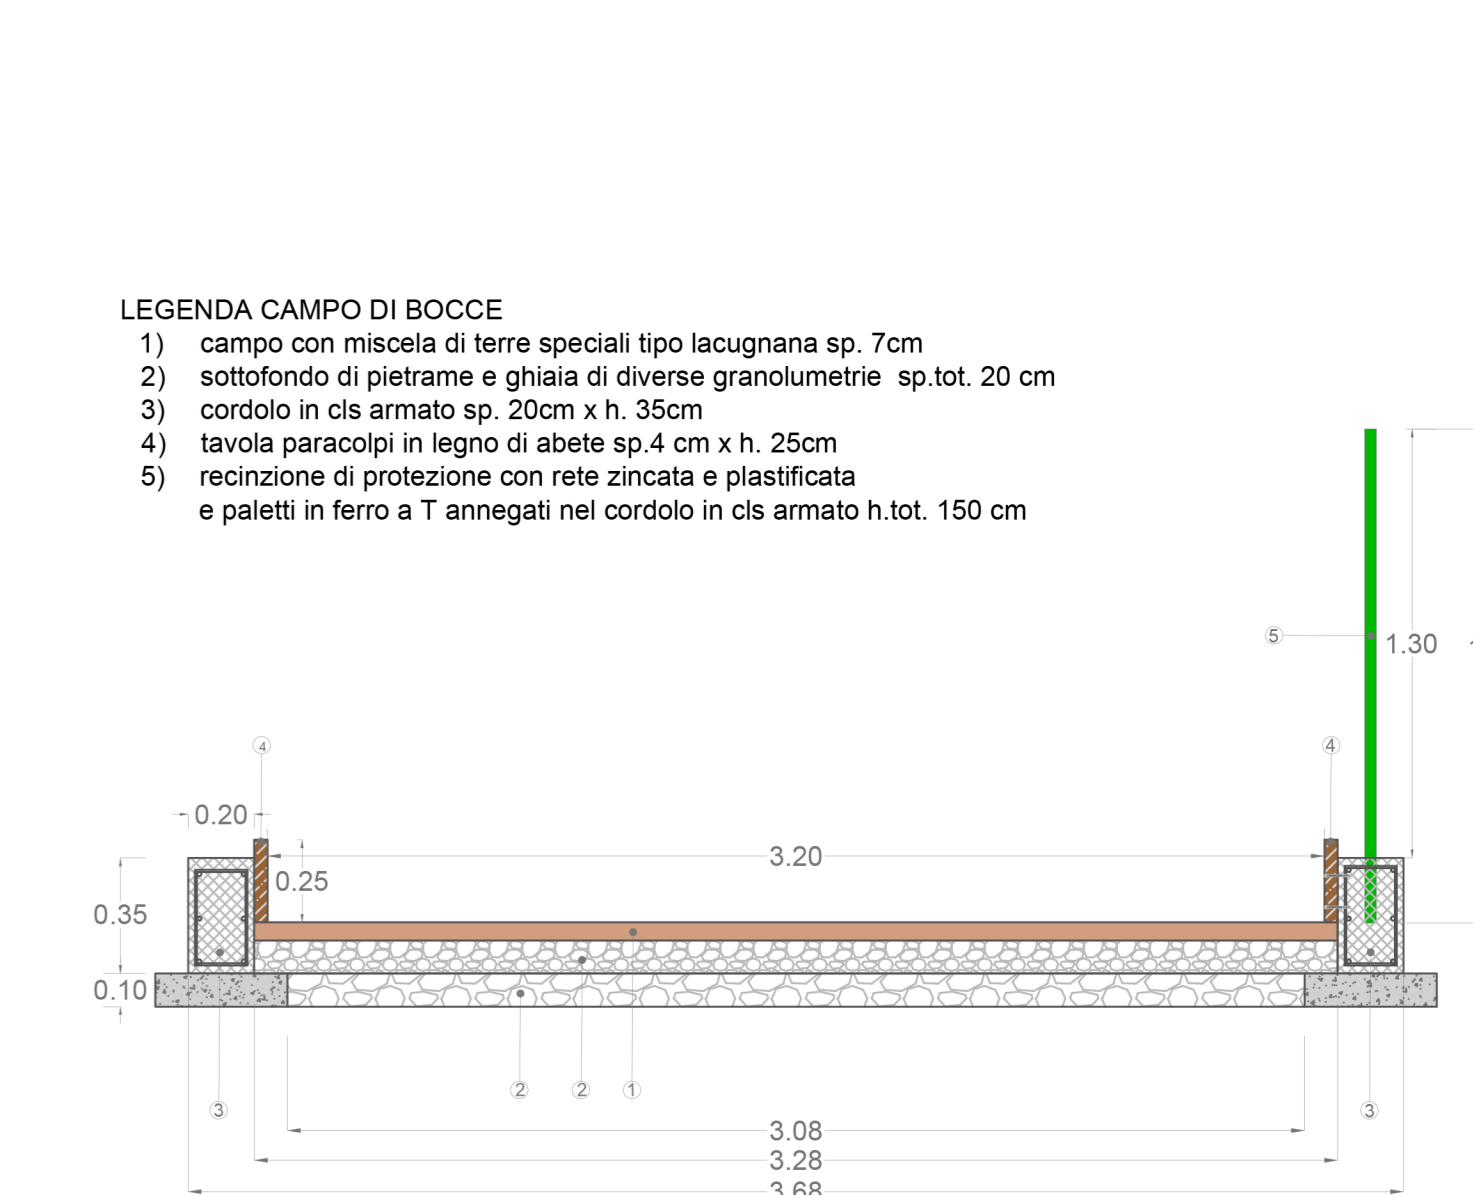 LEGENDA CAMPO DI BOCCE
1) campo con miscela di terre speciali tipo lacugnana sp. 7cm
2) sottofondo di pietrame e ghiaia di diverse granolumetrie sp.tot. 20 cm
3) cordolo in cls armato sp. 20cm x h. 35cm
4) tavola paracolpi in legno di abete sp.4 cm x h. 25cm
5) recinzione di protezione con rete zincata e plastificata
e paletti in ferro a T annegati nel cordolo in cls armato h.tot. 150 cm
5
1.30
4
4
0.20
3.20
0.25
0.35
0.10
2
2
1
3
3
3.08
3.28
3.68